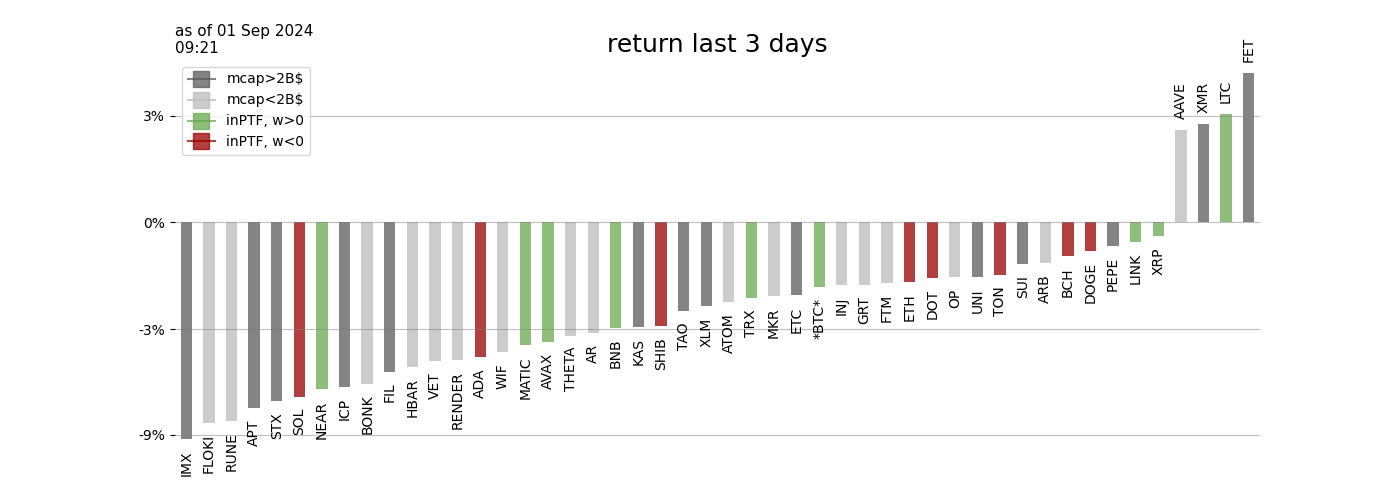 as of 01 Sep 2024
09:21
return last 3 days
mcap>2B$
mcap<2B$
inPTF, w>0
inPTF, w<0
3%
0%
-3%
-9%
IMX
FLOKI
RUNE
APT
STX
SOL
NEAR
ICP
BONK
FIL
HBAR
VET
RENDER
ADA
WIF
MATIC
AVAX
THETA
AR
BNB
KAS
SHIB
TAO
XLM
ATOM
TRX
MKR
ETC
*BTC*
INJ
GRT
FTM
ETH
DOT
OP
UNI
TON
SUI
ARB
BCH
DOGE
PEPE
LINK
XRP
AAVE
XMR
LTC
FET